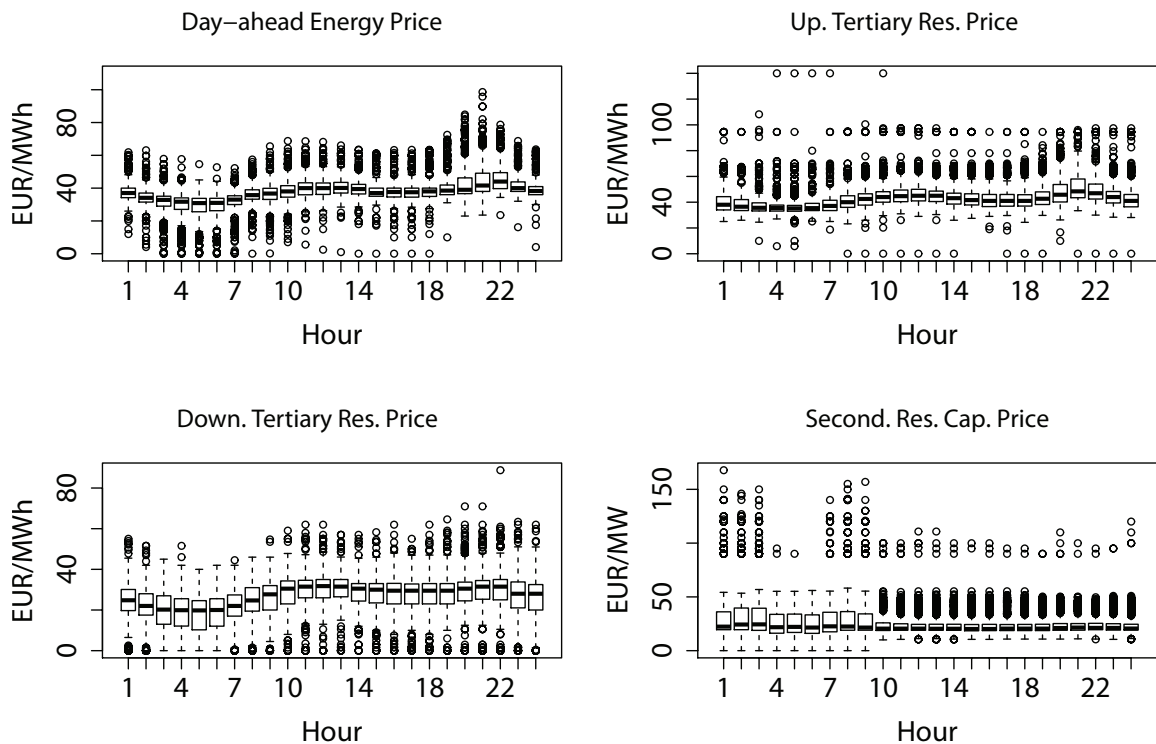 Day−ahead Energy Price
EUR/MWh
0 40 80
1 4 7 10 14 18 22
Hour
Up. Tertiary Res. Price
EUR/MWh
0 40 100
1 4 7 10 14 18 22
Hour
Down. Tertiary Res. Price
EUR/MWh
0 40 80
1 4 7 10 14 18 22
Hour
Second. Res. Cap. Price
EUR/MW
0 50 150
1 4 7 10 14 18 22
Hour